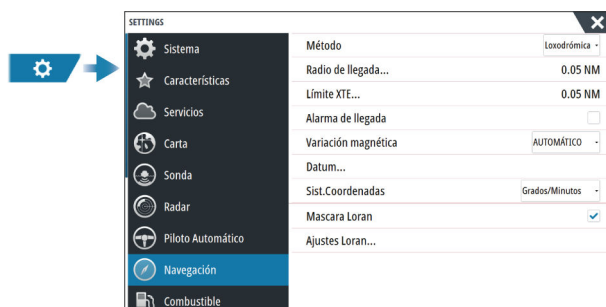 SETTINGS
Sistema
Características
Servicios
Carta
Sonda
Radar
Piloto Automático
Navegación
Combustible
Método Loxodrómica
Radio de llegada... 0.05 NM
Límite XTE... 0.05 NM
Alarma de llegada
Variación magnética AUTOMÁTICO
Datum...
Sist.Coordenadas Grados/Minutos
Mascara Loran
Ajustes Loran...